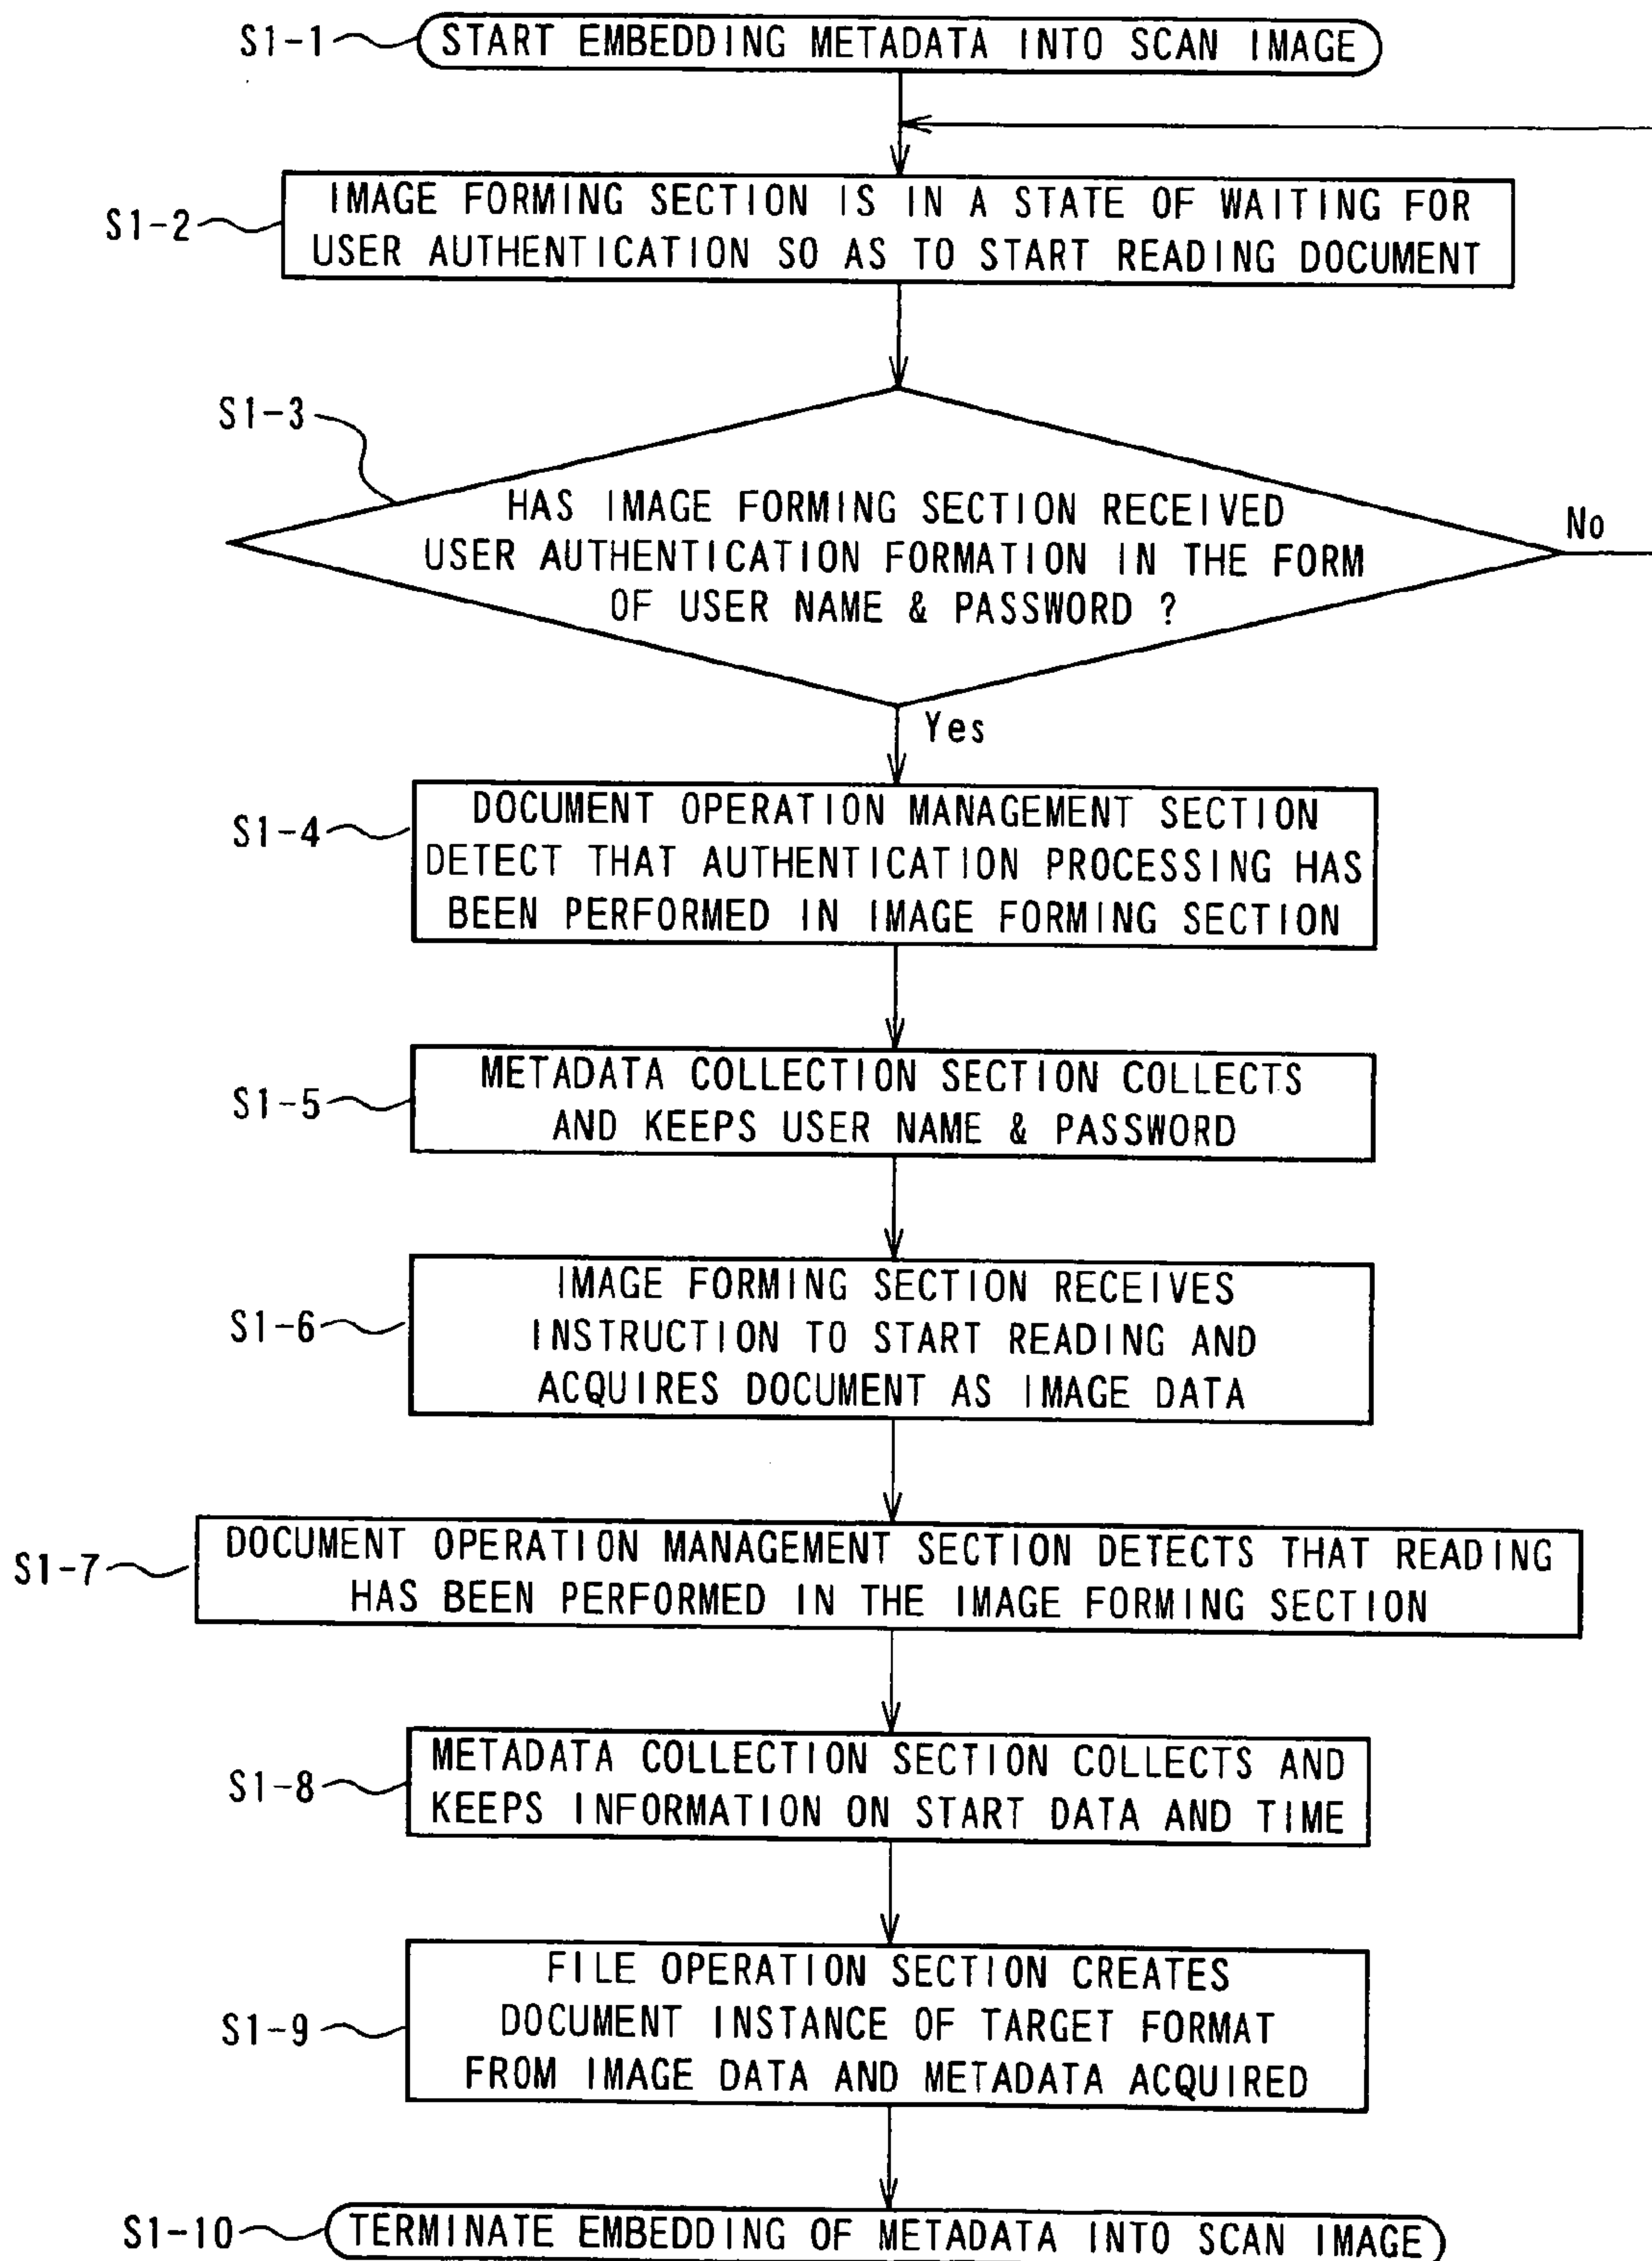 S1-1
START EMBEDDING METADATA INTO SCAN IMAGE
S1-2
IMAGE FORMING SECTION IS IN A STATE OF WAITING FOR
USER AUTHENTICATION SO AS TO START READING DOCUMENT
S1-3
HAS IMAGE FORMING SECTION RECEIVED
USER AUTHENTICATION FORMATION IN THE FORM
OF USER NAME & PASSWORD ?
No
Yes
S1-4
DOCUMENT OPERATION MANAGEMENT SECTION
DETECT THAT AUTHENTICATION PROCESSING HAS
BEEN PERFORMED IN IMAGE FORMING SECTION
S1-5
METADATA COLLECTION SECTION COLLECTS
AND KEEPS USER NAME & PASSWORD
S1-6
IMAGE FORMING SECTION RECEIVES
INSTRUCTION TO START READING AND
ACQUIRES DOCUMENT AS IMAGE DATA
S1-7
DOCUMENT OPERATION MANAGEMENT SECTION DETECTS THAT READING
HAS BEEN PERFORMED IN THE IMAGE FORMING SECTION
S1-8
METADATA COLLECTION SECTION COLLECTS AND
KEEPS INFORMATION ON START DATA AND TIME
S1-9
FILE OPERATION SECTION CREATES
DOCUMENT INSTANCE OF TARGET FORMAT
FROM IMAGE DATA AND METADATA ACQUIRED
S1-10
TERMINATE EMBEDDING OF METADATA INTO SCAN IMAGE